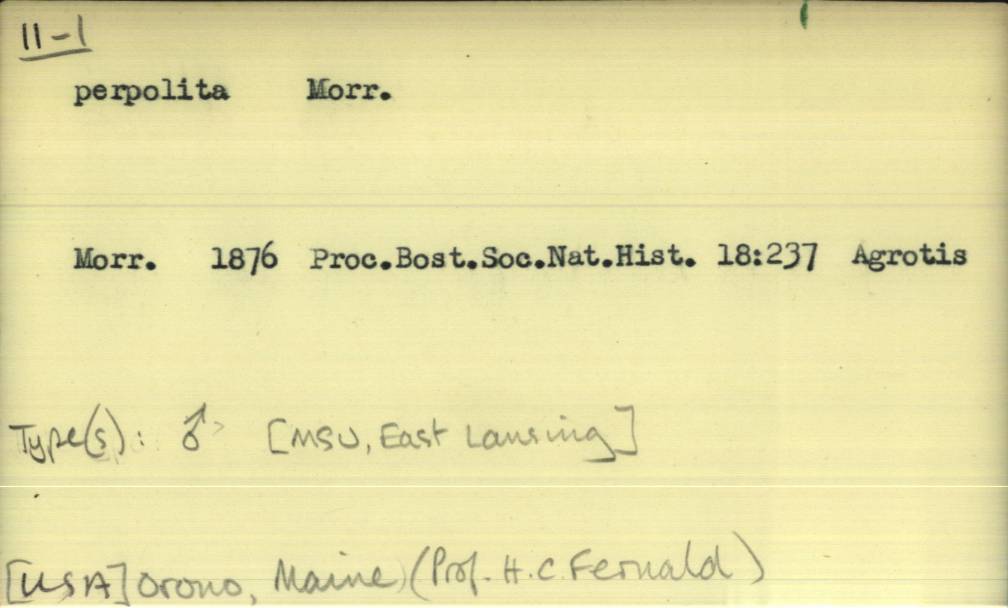 II-1
perpolita Morr.
Morr. 1876 Proc.Bost.Soc.Nat.Hist. 18:237 Agrotis
Type(s): ♂ [MSU, East Lansing]
[USA] Orono, Maine (Prof. H.C. Fernald)